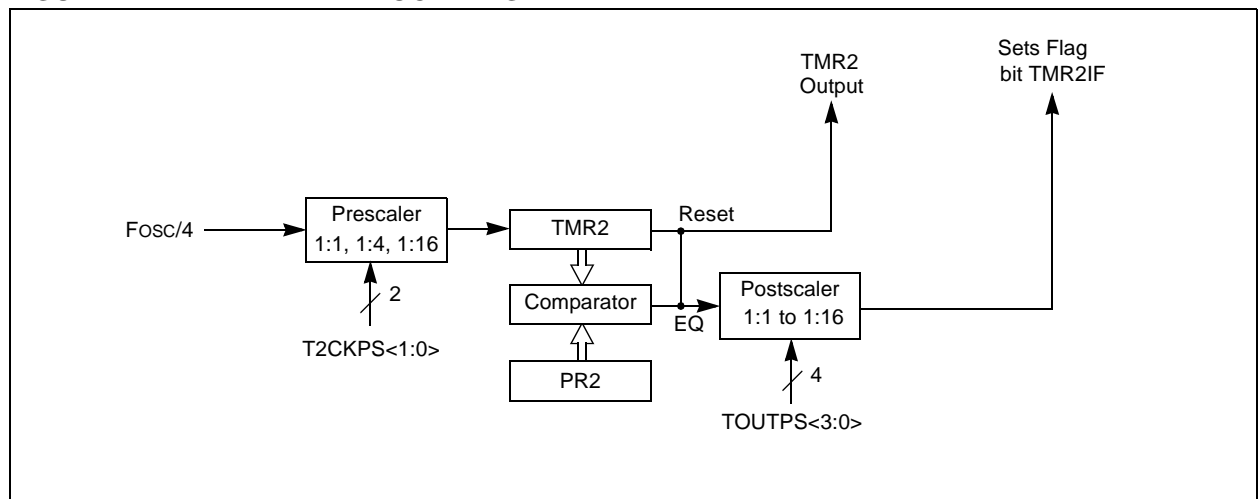 TMR2
Output
Sets Flag
bit TMR2IF
FOSC/4
Prescaler
1:1, 1:4, 1:16
2
T2CKPS<1:0>
TMR2
Reset
Comparator
EQ
PR2
Postscaler
1:1 to 1:16
4
TOUTPS<3:0>